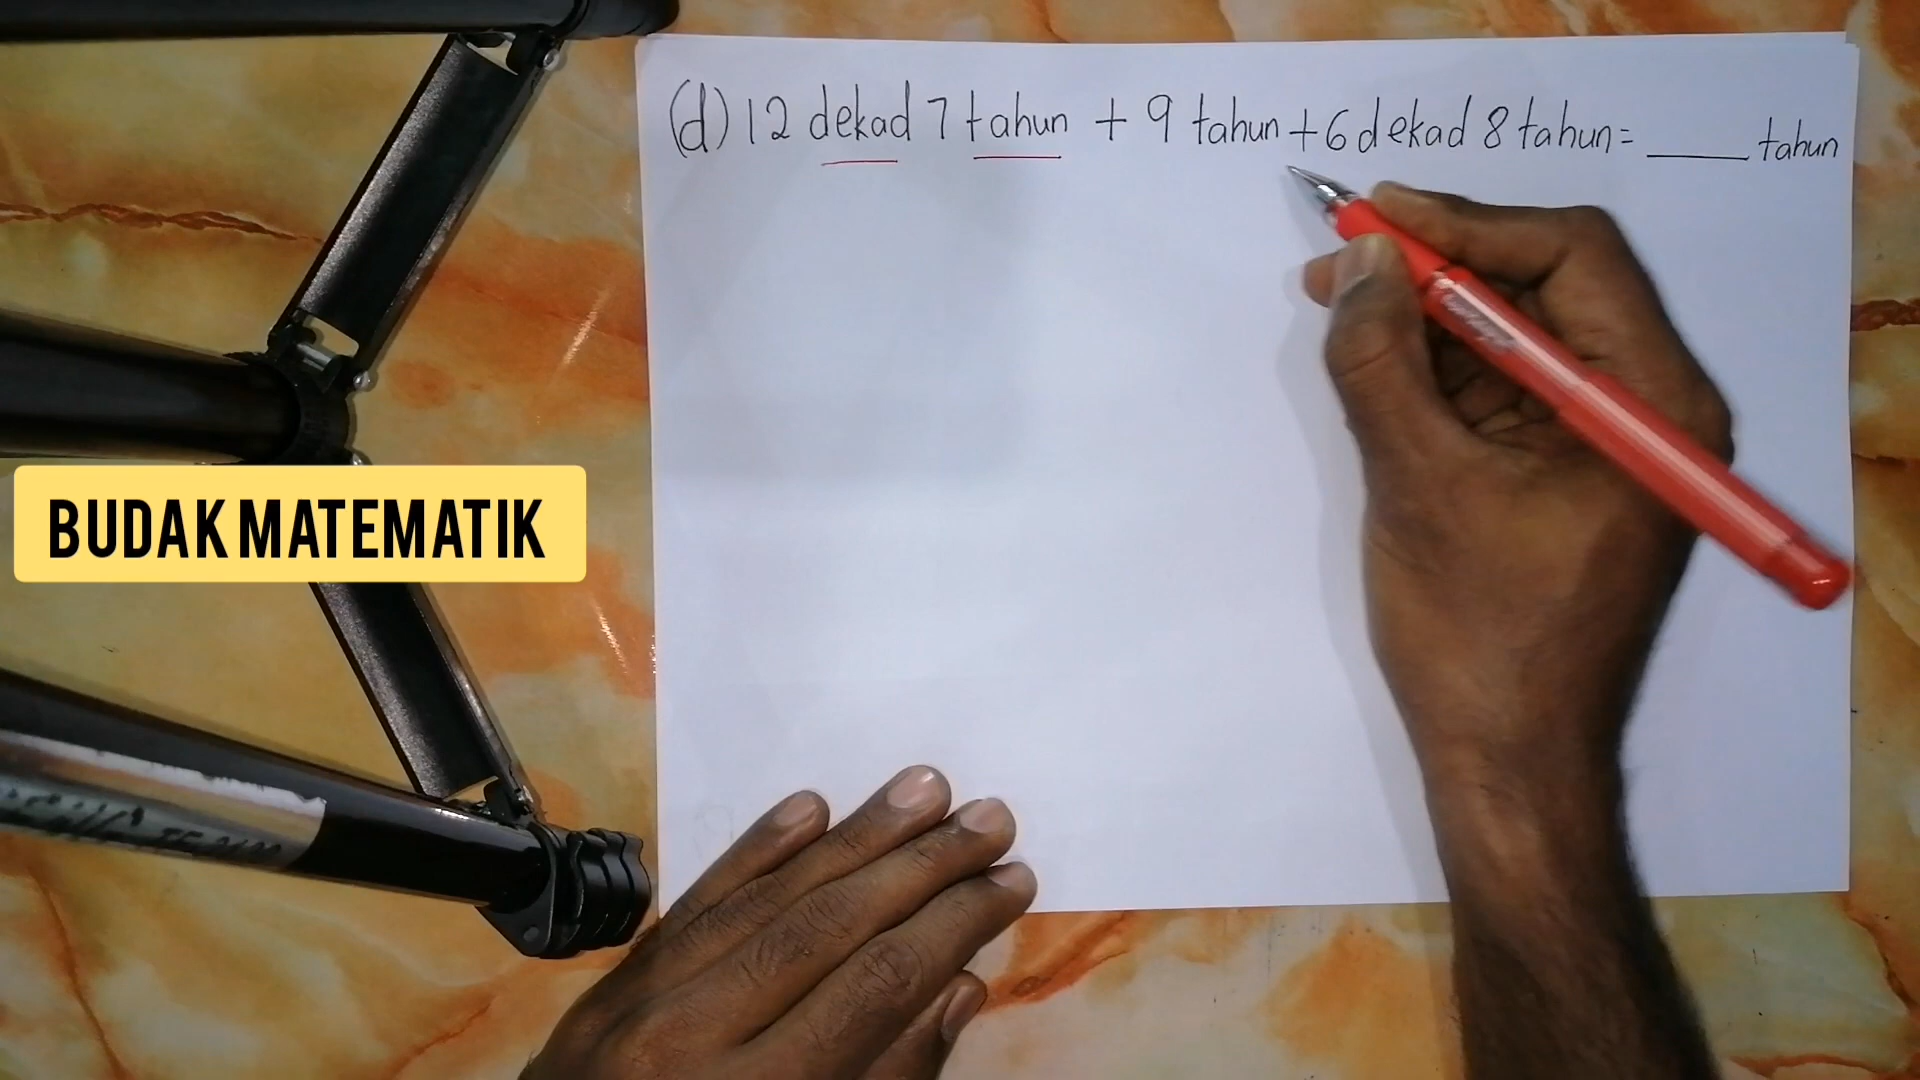 (d) 12 dekad 7 tahun + 9 tahun + 6 dekad 8 tahun = ____ tahun
BUDAK MATEMATIK